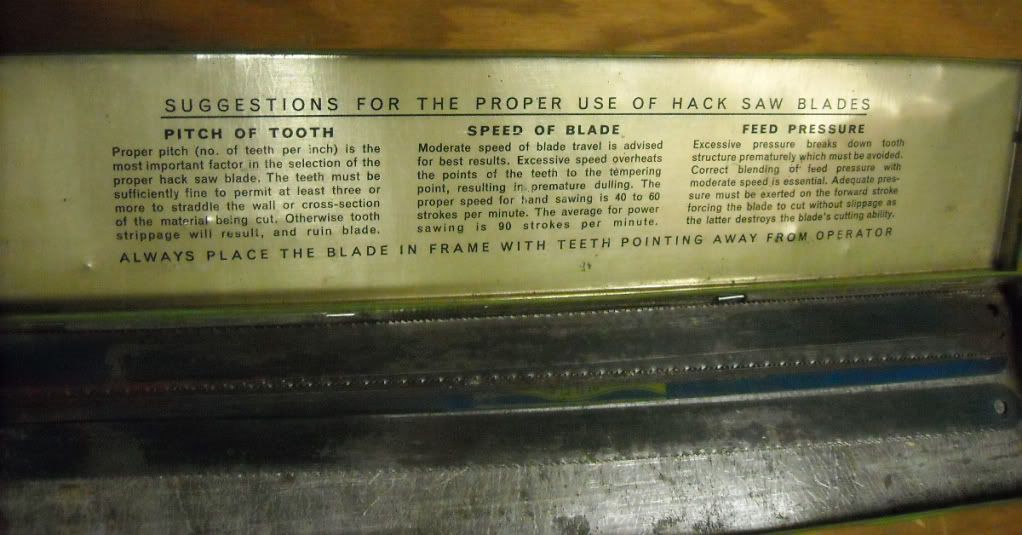 SUGGESTIONS FOR THE PROPER USE OF HACK SAW BLADES
PITCH OF TOOTH
Proper pitch (no. of teeth per inch) is the
most important factor in the selection of the
proper hack saw blade. The teeth must be
sufficiently fine to permit at least three or
more to straddle the wall or cross-section
of the material being cut. Otherwise tooth
strippage will result, and ruin blade.
SPEED OF BLADE
Moderate speed of blade travel is advised
for best results. Excessive speed overheats
the points of the teeth to the tempering
point, resulting in premature dulling. The
proper speed for hand sawing is 40 to 60
strokes per minute. The average for power
sawing is 90 strokes per minute.
FEED PRESSURE
Excessive pressure breaks down tooth
structure prematurely which must be avoided.
Correct blending of feed pressure with
moderate speed is essential. Adequate pres-
sure must be exerted on the forward stroke
forcing the blade to cut without slippage as
the latter destroys the blade's cutting ability.
ALWAYS PLACE THE BLADE IN FRAME WITH TEETH POINTING AWAY FROM OPERATOR